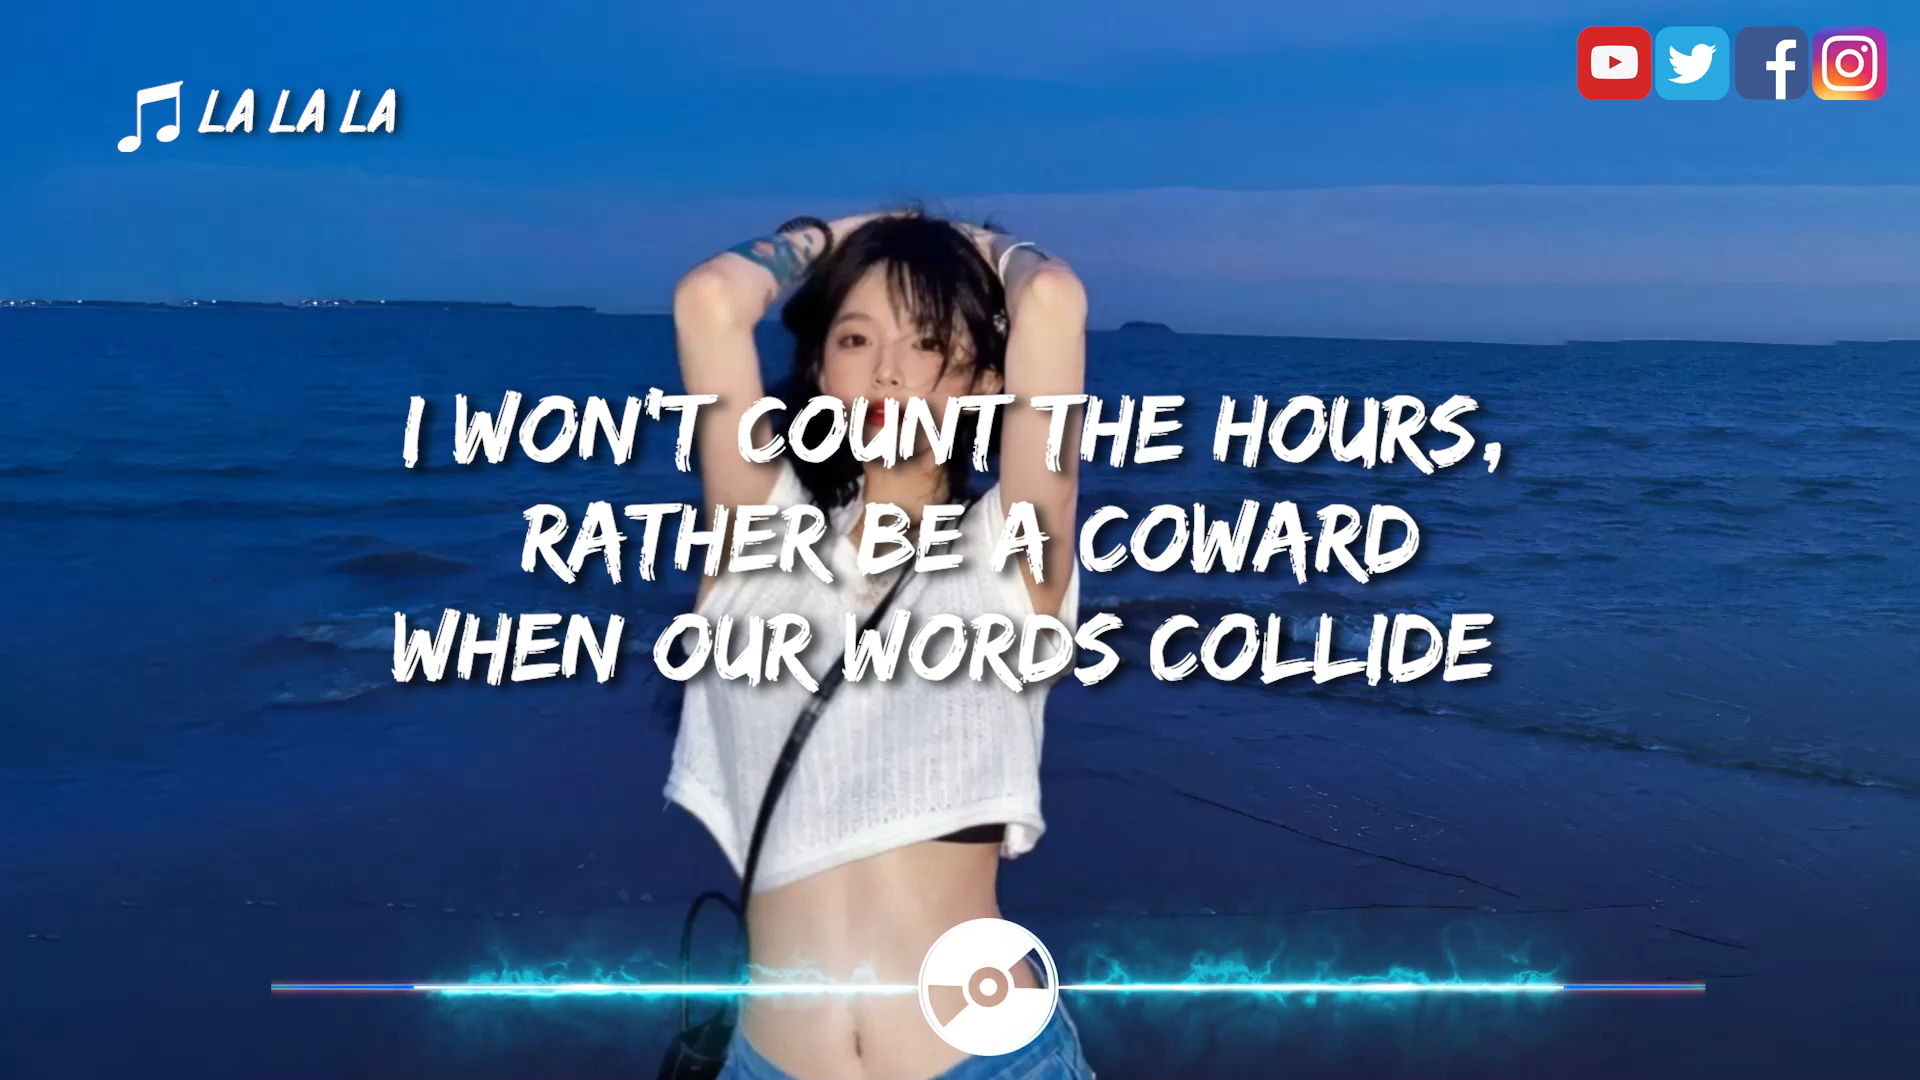 LA LA LA
I WON'T COUNT THE HOURS,
RATHER BE A COWARD
WHEN OUR WORDS COLLIDE